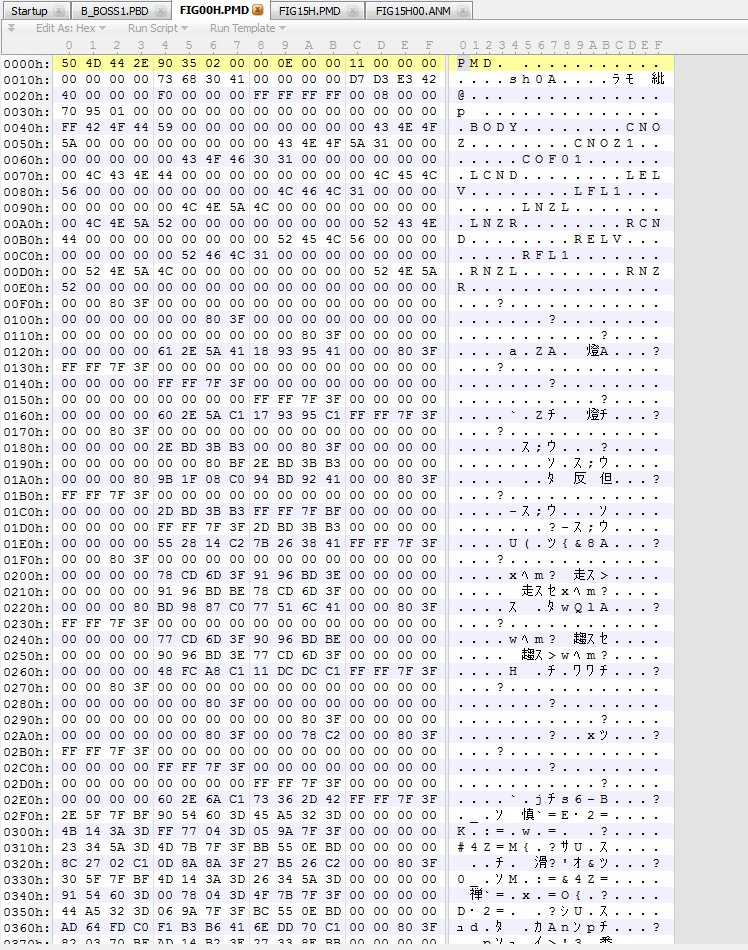 Startup B_BOSS1.PBD FIG00H.PMD FIG15H.PMD FIG15H00.ANM
Edit As: Hex Run Script Run Template
0 1 2 3 4 5 6 7 8 9 A B C D E F 0123456789ABCDEF
0000h: 50 4D 44 2E 90 35 02 00 00 0E 00 00 11 00 00 00 PMD.............
0010h: 00 00 00 00 73 68 30 41 00 00 00 00 D7 D3 E3 42 ....sh0A....ラモ 紕
0020h: 40 00 00 00 F0 00 00 00 FF FF FF FF 00 08 00 00 @...............
0030h: 70 95 01 00 00 00 00 00 00 00 00 00 00 00 00 00 p...............
0040h: FF 42 4F 44 59 00 00 00 00 00 00 00 00 43 4E 4F .BODY........CNO
0050h: 5A 00 00 00 00 00 00 00 00 43 4E 4F 5A 31 00 00 Z........CNOZ1..
0060h: 00 00 00 00 00 43 4F 46 30 31 00 00 00 00 00 00 .....COF01......
0070h: 00 4C 43 4E 44 00 00 00 00 00 00 00 00 4C 45 4C .LCND........LEL
0080h: 56 00 00 00 00 00 00 00 00 4C 46 4C 31 00 00 00 V........LFL1...
0090h: 00 00 00 00 00 4C 4E 5A 4C 00 00 00 00 00 00 00 .....LNZL.......
00A0h: 00 4C 4E 5A 52 00 00 00 00 00 00 00 00 52 43 4E .LNZR........RCN
00B0h: 44 00 00 00 00 00 00 00 00 52 45 4C 56 00 00 00 D........RELV...
00C0h: 00 00 00 00 00 52 46 4C 31 00 00 00 00 00 00 00 .....RFL1.......
00D0h: 00 52 4E 5A 4C 00 00 00 00 00 00 00 00 52 4E 5A .RNZL........RNZ
00E0h: 52 00 00 00 00 00 00 00 00 00 00 00 00 00 00 00 R...............
00F0h: 00 00 80 3F 00 00 00 00 00 00 00 00 00 00 00 00 ...?............
0100h: 00 00 00 00 00 00 80 3F 00 00 00 00 00 00 00 00 .......?........
0110h: 00 00 00 00 00 00 00 00 00 00 80 3F 00 00 00 00 ...........?....
0120h: 00 00 00 00 61 2E 5A 41 18 93 95 41 00 00 80 3F ....a.ZA. 燈A...?
0130h: FF FF 7F 3F 00 00 00 00 00 00 00 00 00 00 00 00 ...?............
0140h: 00 00 00 00 FF FF 7F 3F 00 00 00 00 00 00 00 00 .......?........
0150h: 00 00 00 00 00 00 00 00 FF FF 7F 3F 00 00 00 00 ...........?....
0160h: 00 00 00 00 60 2E 5A C1 17 93 95 C1 FF FF 7F 3F ....`.Zチ. 燈チ...?
0170h: 00 00 80 3F 00 00 00 00 00 00 00 00 00 00 00 00 ...?............
0180h: 00 00 00 00 2E BD 3B B3 00 00 80 3F 00 00 00 00 .....ス;ウ...?....
0190h: 00 00 00 00 00 00 80 BF 2E BD 3B B3 00 00 00 00 .......ソ.ス;ウ....
01A0h: 00 00 00 80 9B 1F 08 C0 94 BD 92 41 00 00 80 3F .......タ 反 但...?
01B0h: FF FF 7F 3F 00 00 00 00 00 00 00 00 00 00 00 00 ...?............
01C0h: 00 00 00 00 2D BD 3B B3 FF FF 7F BF 00 00 00 00 ....-ス;ウ...ソ....
01D0h: 00 00 00 00 FF FF 7F 3F 2D BD 3B B3 00 00 00 00 .......?-ス;ウ....
01E0h: 00 00 00 00 55 28 14 C2 7B 26 38 41 FF FF 7F 3F ....U(.ツ{&8A...?
01F0h: 00 00 80 3F 00 00 00 00 00 00 00 00 00 00 00 00 ...?............
0200h: 00 00 00 00 78 CD 6D 3F 91 96 BD 3E 00 00 00 00 ....xヘm? 走ス>....
0210h: 00 00 00 00 91 96 BD BE 78 CD 6D 3F 00 00 00 00 .... 走スセxヘm?....
0220h: 00 00 00 80 BD 98 87 C0 77 51 6C 41 00 00 80 3F ....ス. タwQlA...?
0230h: FF FF 7F 3F 00 00 00 00 00 00 00 00 00 00 00 00 ...?............
0240h: 00 00 00 00 77 CD 6D 3F 90 96 BD BE 00 00 00 00 ....wヘm? 趨スセ....
0250h: 00 00 00 00 90 96 BD 3E 77 CD 6D 3F 00 00 00 00 .... 趨ス>wヘm?....
0260h: 00 00 00 00 48 FC A8 C1 11 DC DC C1 FF FF 7F 3F ....H . チ.ワワチ...?
0270h: 00 00 80 3F 00 00 00 00 00 00 00 00 00 00 00 00 ...?............
0280h: 00 00 00 00 00 00 80 3F 00 00 00 00 00 00 00 00 .......?........
0290h: 00 00 00 00 00 00 00 00 00 00 80 3F 00 00 00 00 ...........?....
02A0h: 00 00 00 00 00 00 80 3F 00 00 78 C2 00 00 80 3F .......?..xツ...?
02B0h: FF FF 7F 3F 00 00 00 00 00 00 00 00 00 00 00 00 ...?............
02C0h: 00 00 00 00 FF FF 7F 3F 00 00 00 00 00 00 00 00 .......?........
02D0h: 00 00 00 00 00 00 00 00 FF FF 7F 3F 00 00 00 00 ...........?....
02E0h: 00 00 00 00 60 2E 6A C1 73 36 2D 42 FF FF 7F 3F ....`.jチs6-B...?
02F0h: 2E 5F 7F BF 90 54 60 3D 45 A5 32 3D 00 00 00 00 ._.ソ 慎`=E・2=....
0300h: 4B 14 3A 3D FF 77 04 3D 05 9A 7F 3F 00 00 00 00 K.:=.w.=. .?....
0310h: 23 34 5A 3D 4D 7B 7F 3F BB 55 0E BD 00 00 00 00 #4Z=M{.?サU.ス....
0320h: 8C 27 02 C1 0D 8A 8A 3F 27 B5 26 C2 00 00 80 3F . .チ. 滑?'オ&ツ...?
0330h: 30 5F 7F BF 4D 14 3A 3D 26 34 5A 3D 00 00 00 00 0_.ソM.:=&4Z=....
0340h: 91 54 60 3D 00 78 04 3D 4F 7B 7F 3F 00 00 00 00 禅`=.x.=O{.?....
0350h: 44 A5 32 3D 06 9A 7F 3F BC 55 0E BD 00 00 00 00 D・2=. .?シU.ス....
0360h: AD 64 FD C0 F1 B3 B6 41 6E DD 70 C1 00 00 80 3F